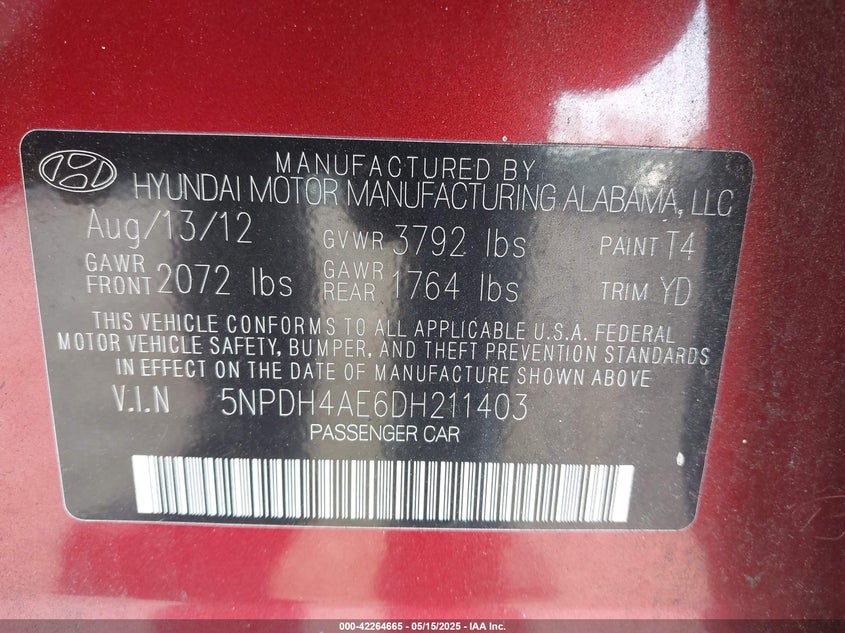 MANUFACTURED BY
HYUNDAI MOTOR MANUFACTURING ALABAMA, LLC
Aug/13/12 GVWR 3792 lbs PAINT T4
GAWR FRONT 2072 lbs GAWR REAR 1764 lbs TRIM YD
THIS VEHICLE CONFORMS TO ALL APPLICABLE U.S.A. FEDERAL
MOTOR VEHICLE SAFETY, BUMPER, AND THEFT PREVENTION STANDARDS
IN EFFECT ON THE DATE OF MANUFACTURE SHOWN ABOVE
V.I.N 5NPDH4AE6DH211403
PASSENGER CAR
000-42264665 - 05/15/2025 - IAA Inc.